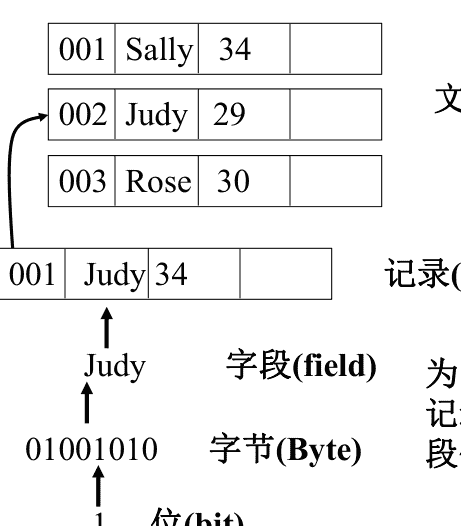 001 Sally 34
文
002 Judy 29
003 Rose 30
001 Judy 34 记录(
Judy 字段(field)
为
记
01001010 字节(Byte)
段
1 位(bit)